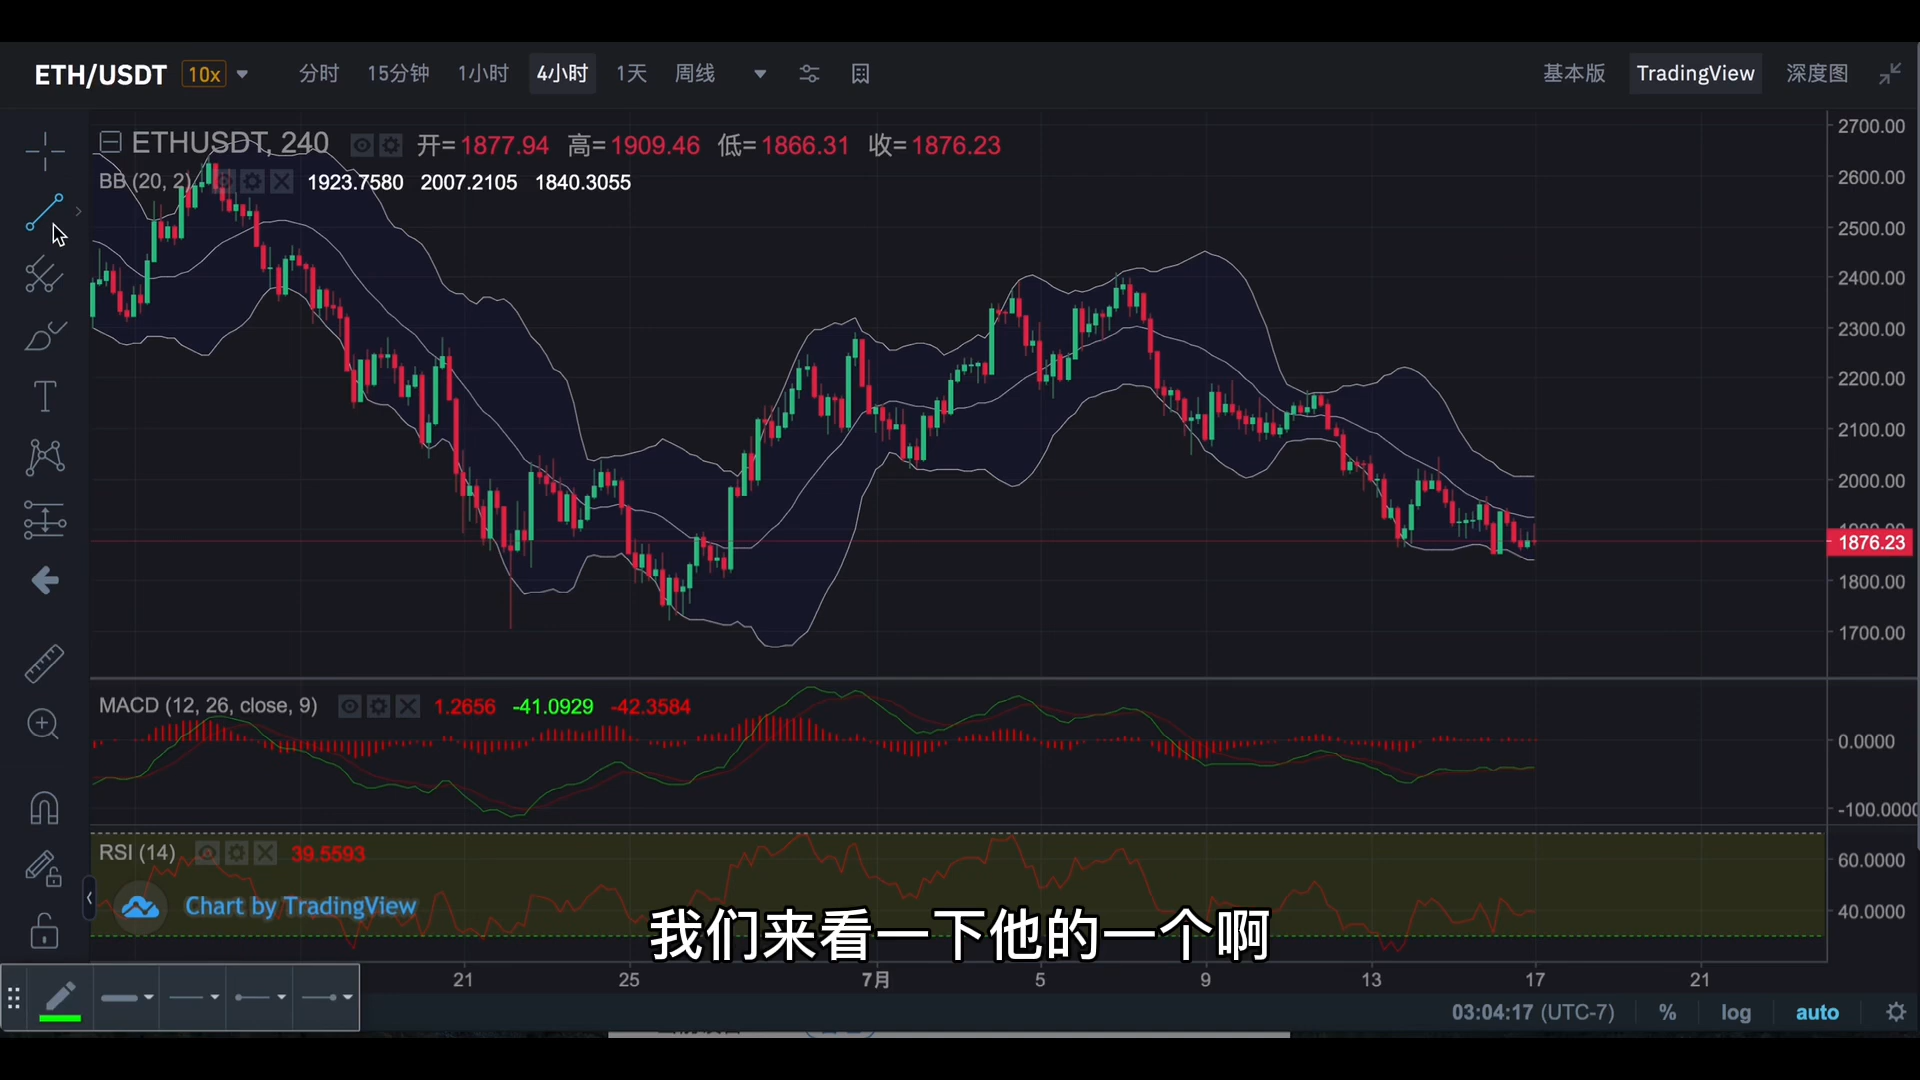 ETH/USDT 10x 分时 15分钟 1小时 4小时 1天 周线 基本版 TradingView 深度图
ETHUSDT, 240 开=1877.94 高=1909.46 低=1866.31 收=1876.23
BB (20, 2) 1923.7580 2007.2105 1840.3055
2700.00
2600.00
2500.00
2400.00
2300.00
2200.00
2100.00
2000.00
1876.23
1800.00
1700.00
MACD (12, 26, close, 9) 1.2656 -41.0929 -42.3584
0.0000
-100.0000
RSI (14) 39.5593
60.0000
40.0000
Chart by TradingView
我们来看一下他的一个啊
21 25 7月 5 9 13 17 21
03:04:17 (UTC-7) % log auto